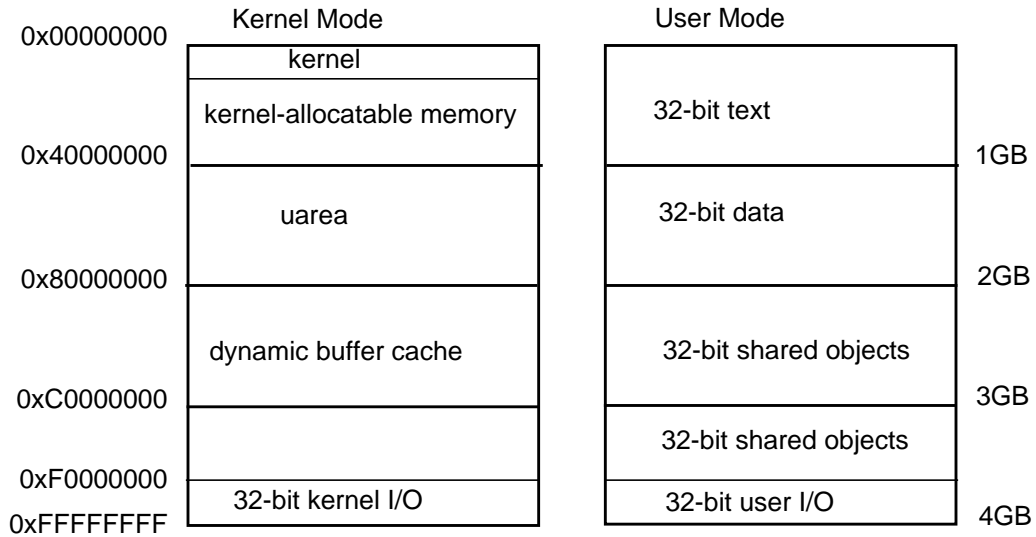 Kernel Mode
User Mode
0x00000000
kernel
kernel-allocatable memory
32-bit text
0x40000000
1GB
uarea
32-bit data
0x80000000
2GB
dynamic buffer cache
32-bit shared objects
0xC0000000
3GB
32-bit shared objects
0xF0000000
32-bit kernel I/O
32-bit user I/O
0xFFFFFFFF
4GB